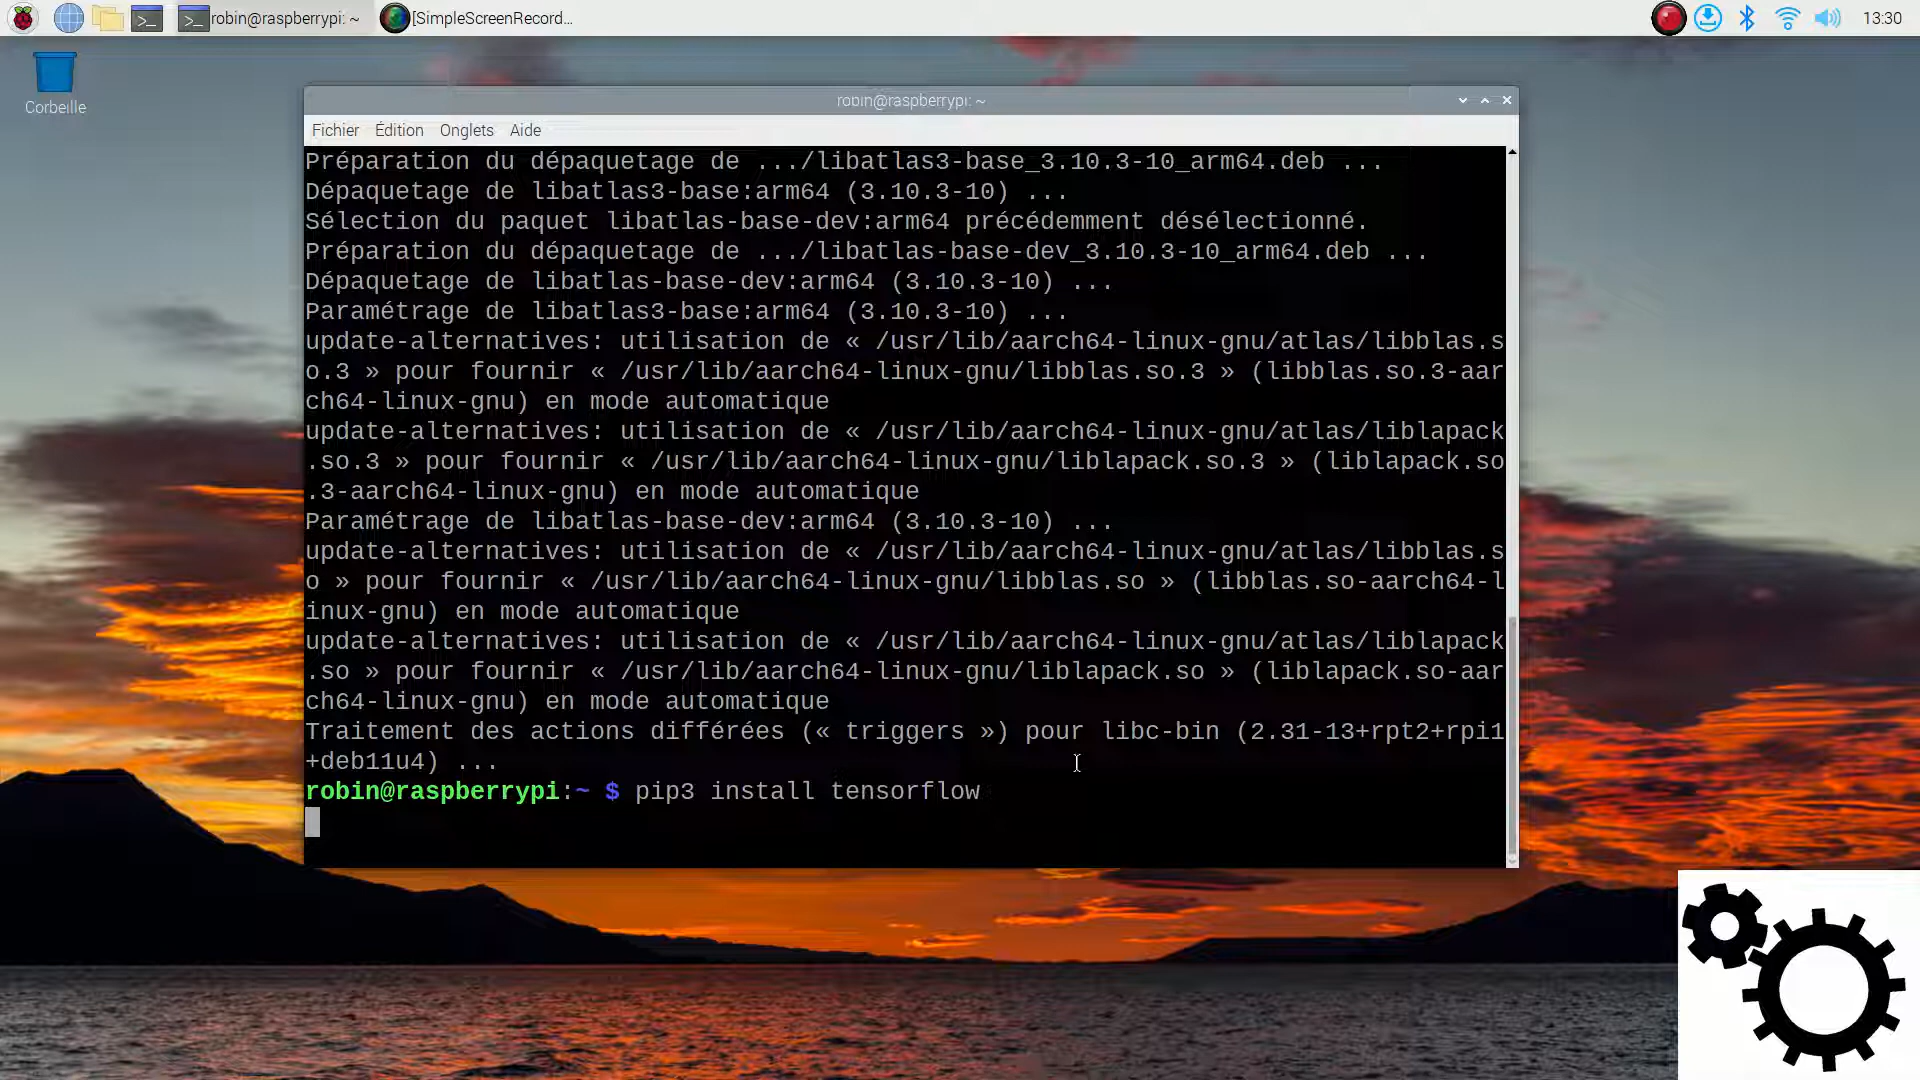 robin@raspberrypi: ~
[SimpleScreenRecord...
13:30
Corbeille
robin@raspberrypi: ~
Fichier Édition Onglets Aide
Préparation du dépaquetage de .../libatlas3-base_3.10.3-10_arm64.deb ...
Dépaquetage de libatlas3-base:arm64 (3.10.3-10) ...
Sélection du paquet libatlas-base-dev:arm64 précédemment désélectionné.
Préparation du dépaquetage de .../libatlas-base-dev_3.10.3-10_arm64.deb ...
Dépaquetage de libatlas-base-dev:arm64 (3.10.3-10) ...
Paramétrage de libatlas3-base:arm64 (3.10.3-10) ...
update-alternatives: utilisation de « /usr/lib/aarch64-linux-gnu/atlas/libblas.s
o.3 » pour fournir « /usr/lib/aarch64-linux-gnu/libblas.so.3 » (libblas.so.3-aar
ch64-linux-gnu) en mode automatique
update-alternatives: utilisation de « /usr/lib/aarch64-linux-gnu/atlas/liblapack
.so.3 » pour fournir « /usr/lib/aarch64-linux-gnu/liblapack.so.3 » (liblapack.so
.3-aarch64-linux-gnu) en mode automatique
Paramétrage de libatlas-base-dev:arm64 (3.10.3-10) ...
update-alternatives: utilisation de « /usr/lib/aarch64-linux-gnu/atlas/libblas.s
o » pour fournir « /usr/lib/aarch64-linux-gnu/libblas.so » (libblas.so-aarch64-l
inux-gnu) en mode automatique
update-alternatives: utilisation de « /usr/lib/aarch64-linux-gnu/atlas/liblapack
.so » pour fournir « /usr/lib/aarch64-linux-gnu/liblapack.so » (liblapack.so-aar
ch64-linux-gnu) en mode automatique
Traitement des actions différées (« triggers ») pour libc-bin (2.31-13+rpt2+rpi1
+deb11u4) ...
robin@raspberrypi:~ $ pip3 install tensorflow